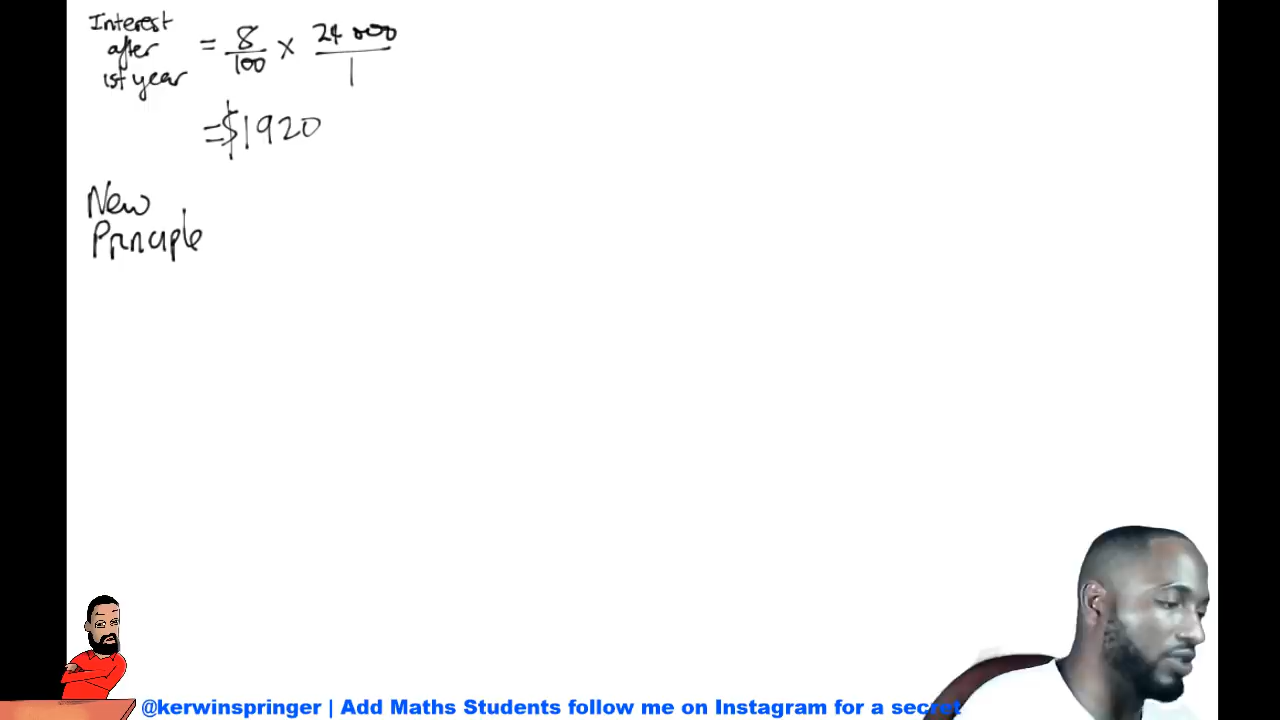 Interest
after
1st year
= 8/100 × 24 000/1
= $1920
New
Principle
@kerwinspringer | Add Maths Students follow me on Instagram for a secret